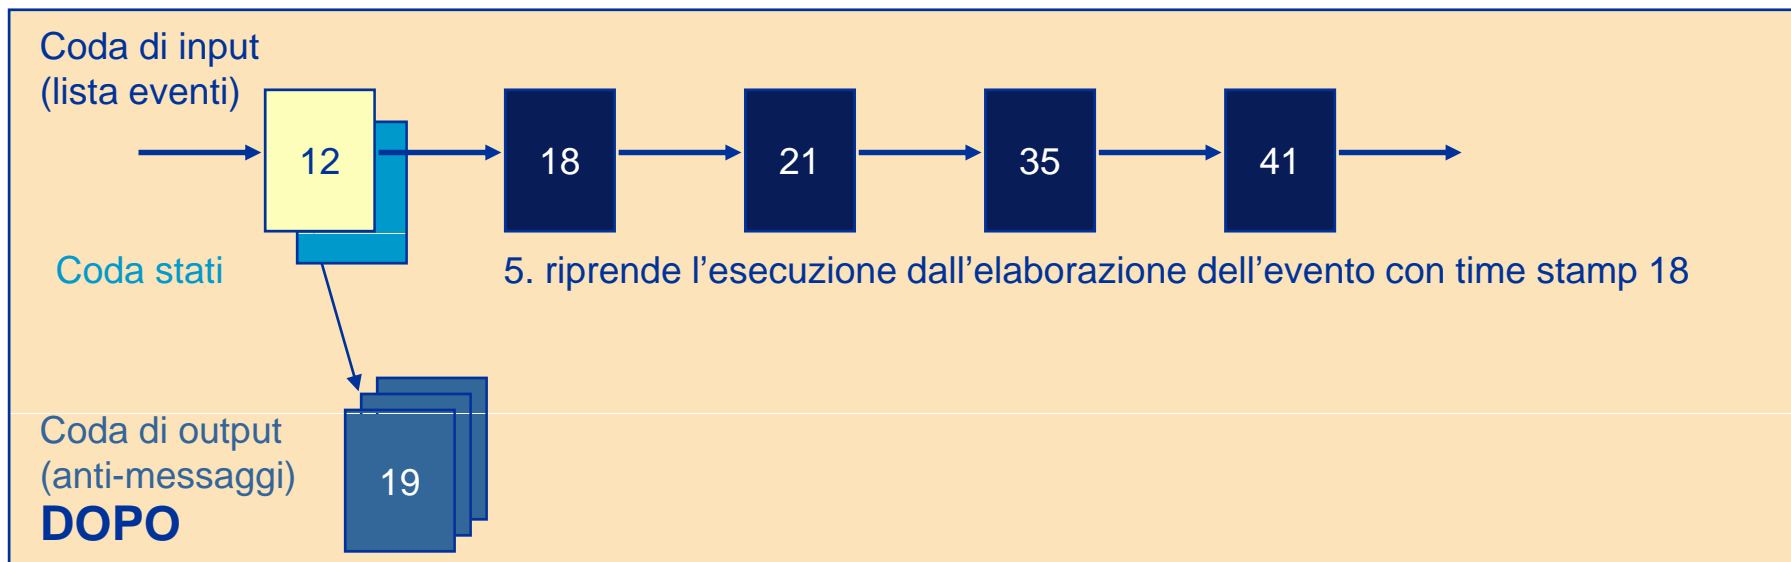 Coda di input
(lista eventi)
12
18
21
35
41
Coda stati
5. riprende l’esecuzione dall’elaborazione dell’evento con time stamp 18
Coda di output
(anti-messaggi)
19
DOPO